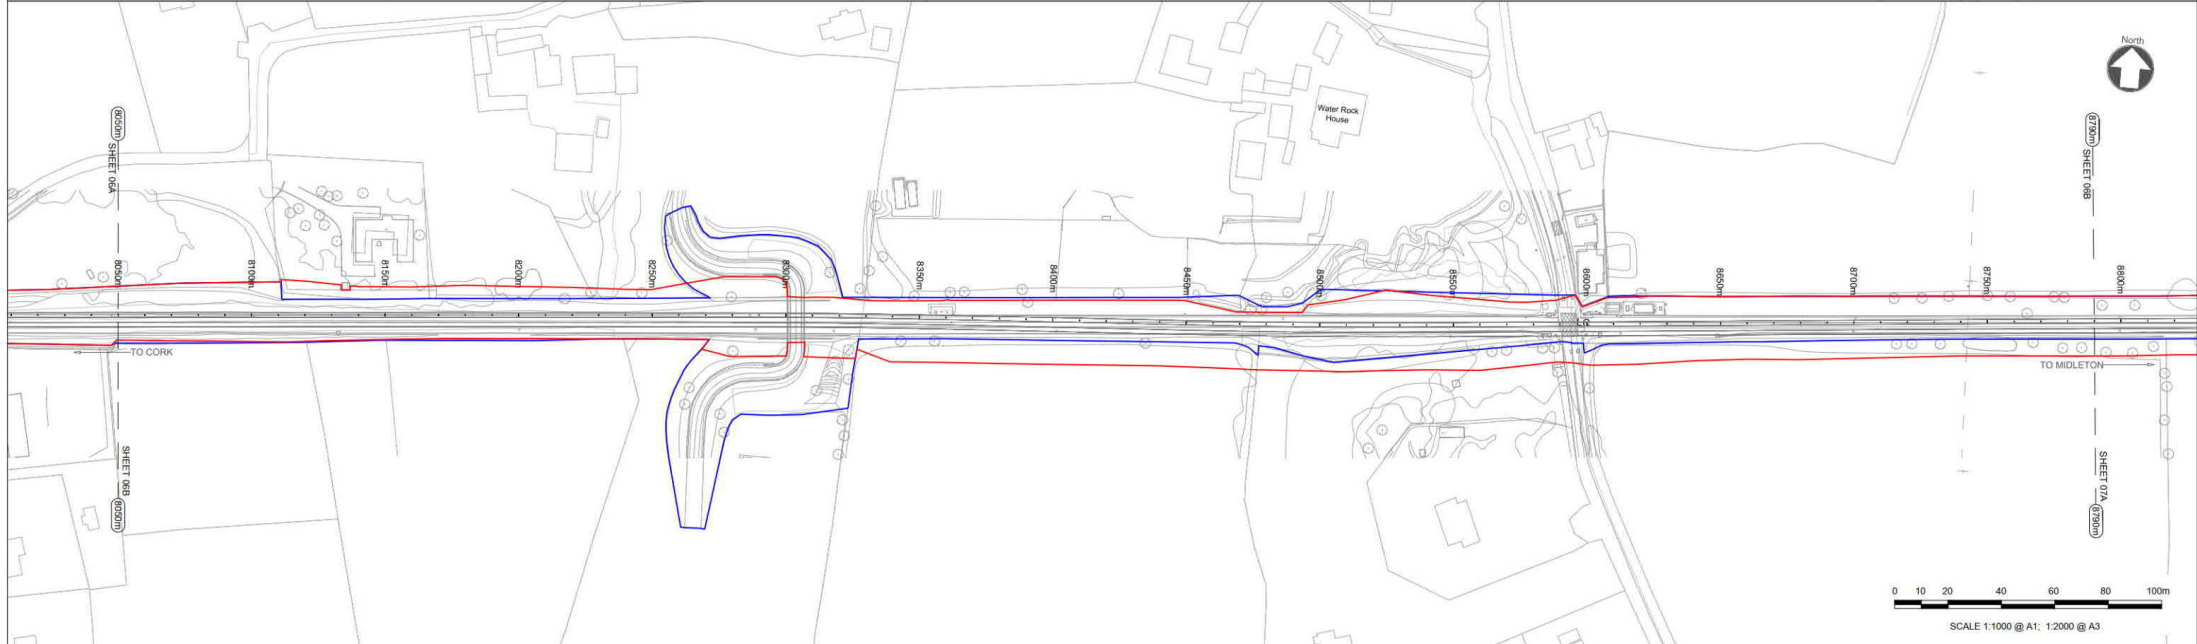 North
Water Rock
House
8050m
SHEET 06A
8790m
SHEET 06B
8050m
8100m
8150m
8200m
8250m
8300m
8350m
8400m
8450m
8500m
8550m
8600m
8650m
8700m
8750m
8800m
TO CORK
TO MIDLETON
SHEET 06B
8050m
SHEET 07A
8790m
0 10 20 40 60 80 100m
SCALE 1:1000 @ A1; 1:2000 @ A3